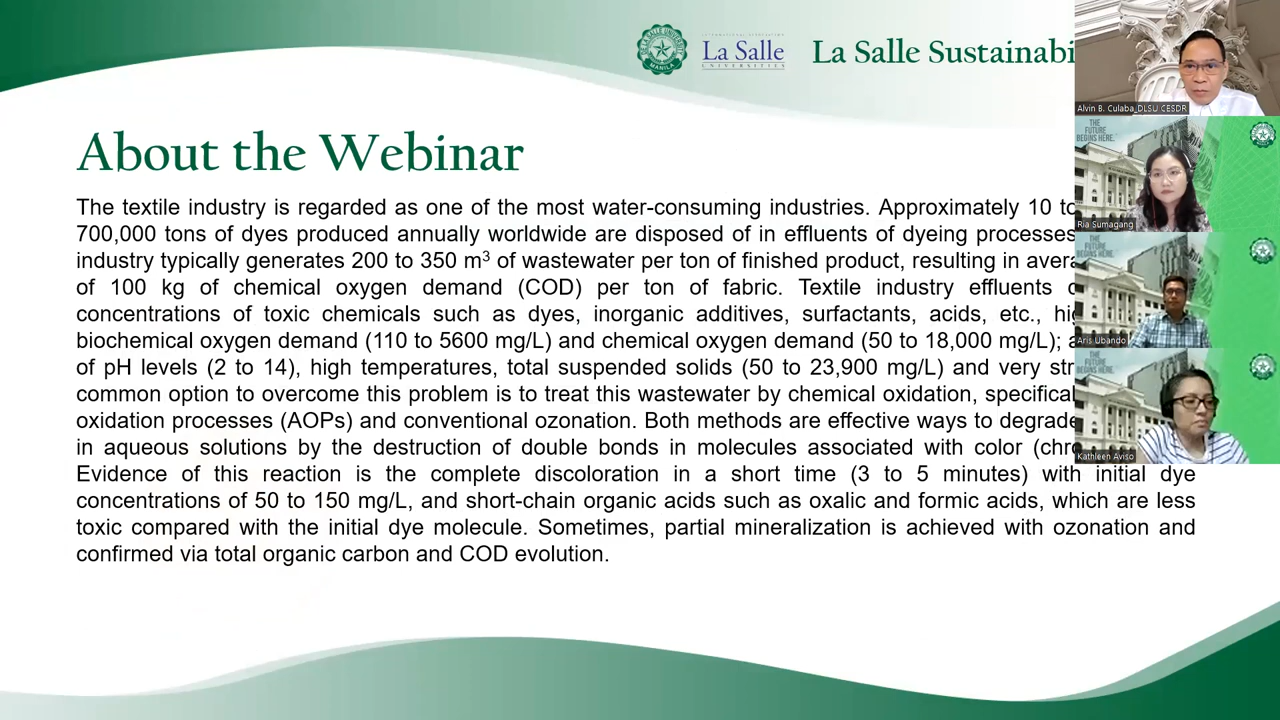 La Salle
UNIVERSITIES
La Salle Sustainabi
About the Webinar
The textile industry is regarded as one of the most water-consuming industries. Approximately 10 to
700,000 tons of dyes produced annually worldwide are disposed of in effluents of dyeing processes
industry typically generates 200 to 350 m³ of wastewater per ton of finished product, resulting in avera
of 100 kg of chemical oxygen demand (COD) per ton of fabric. Textile industry effluents
concentrations of toxic chemicals such as dyes, inorganic additives, surfactants, acids, etc., hi
biochemical oxygen demand (110 to 5600 mg/L) and chemical oxygen demand (50 to 18,000 mg/L); a
of pH levels (2 to 14), high temperatures, total suspended solids (50 to 23,900 mg/L) and very str
common option to overcome this problem is to treat this wastewater by chemical oxidation, specifical
oxidation processes (AOPs) and conventional ozonation. Both methods are effective ways to degrade
in aqueous solutions by the destruction of double bonds in molecules associated with color (chr
Evidence of this reaction is the complete discoloration in a short time (3 to 5 minutes) with initial dye
concentrations of 50 to 150 mg/L, and short-chain organic acids such as oxalic and formic acids, which are less
toxic compared with the initial dye molecule. Sometimes, partial mineralization is achieved with ozonation and
confirmed via total organic carbon and COD evolution.
Alvin B. Culaba_DLSU CESDR
THE
FUTURE
BEGINS HERE.
Ria Sumagang
Aris Ubando
THE
FUTURE
BEGINS HERE.
Kathleen Aviso